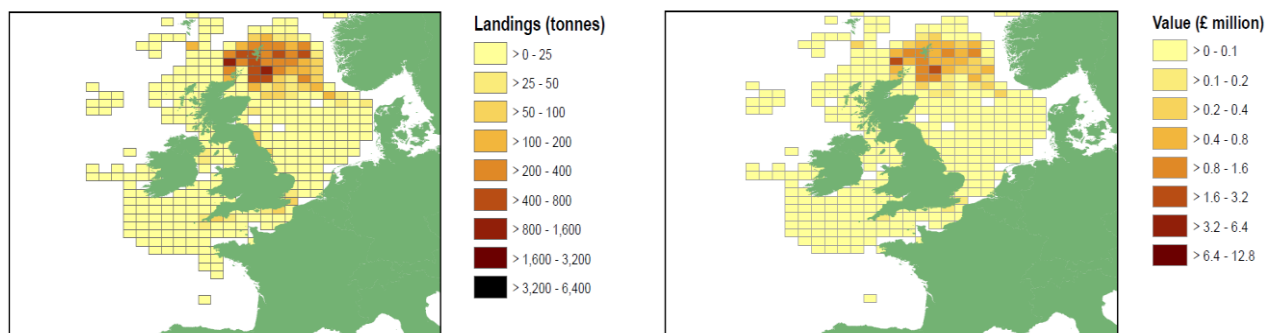 Landings (tonnes)
> 0 - 25
> 25 - 50
> 50 - 100
> 100 - 200
> 200 - 400
> 400 - 800
> 800 - 1,600
> 1,600 - 3,200
> 3,200 - 6,400
Value (£ million)
> 0 - 0.1
> 0.1 - 0.2
> 0.2 - 0.4
> 0.4 - 0.8
> 0.8 - 1.6
> 1.6 - 3.2
> 3.2 - 6.4
> 6.4 - 12.8